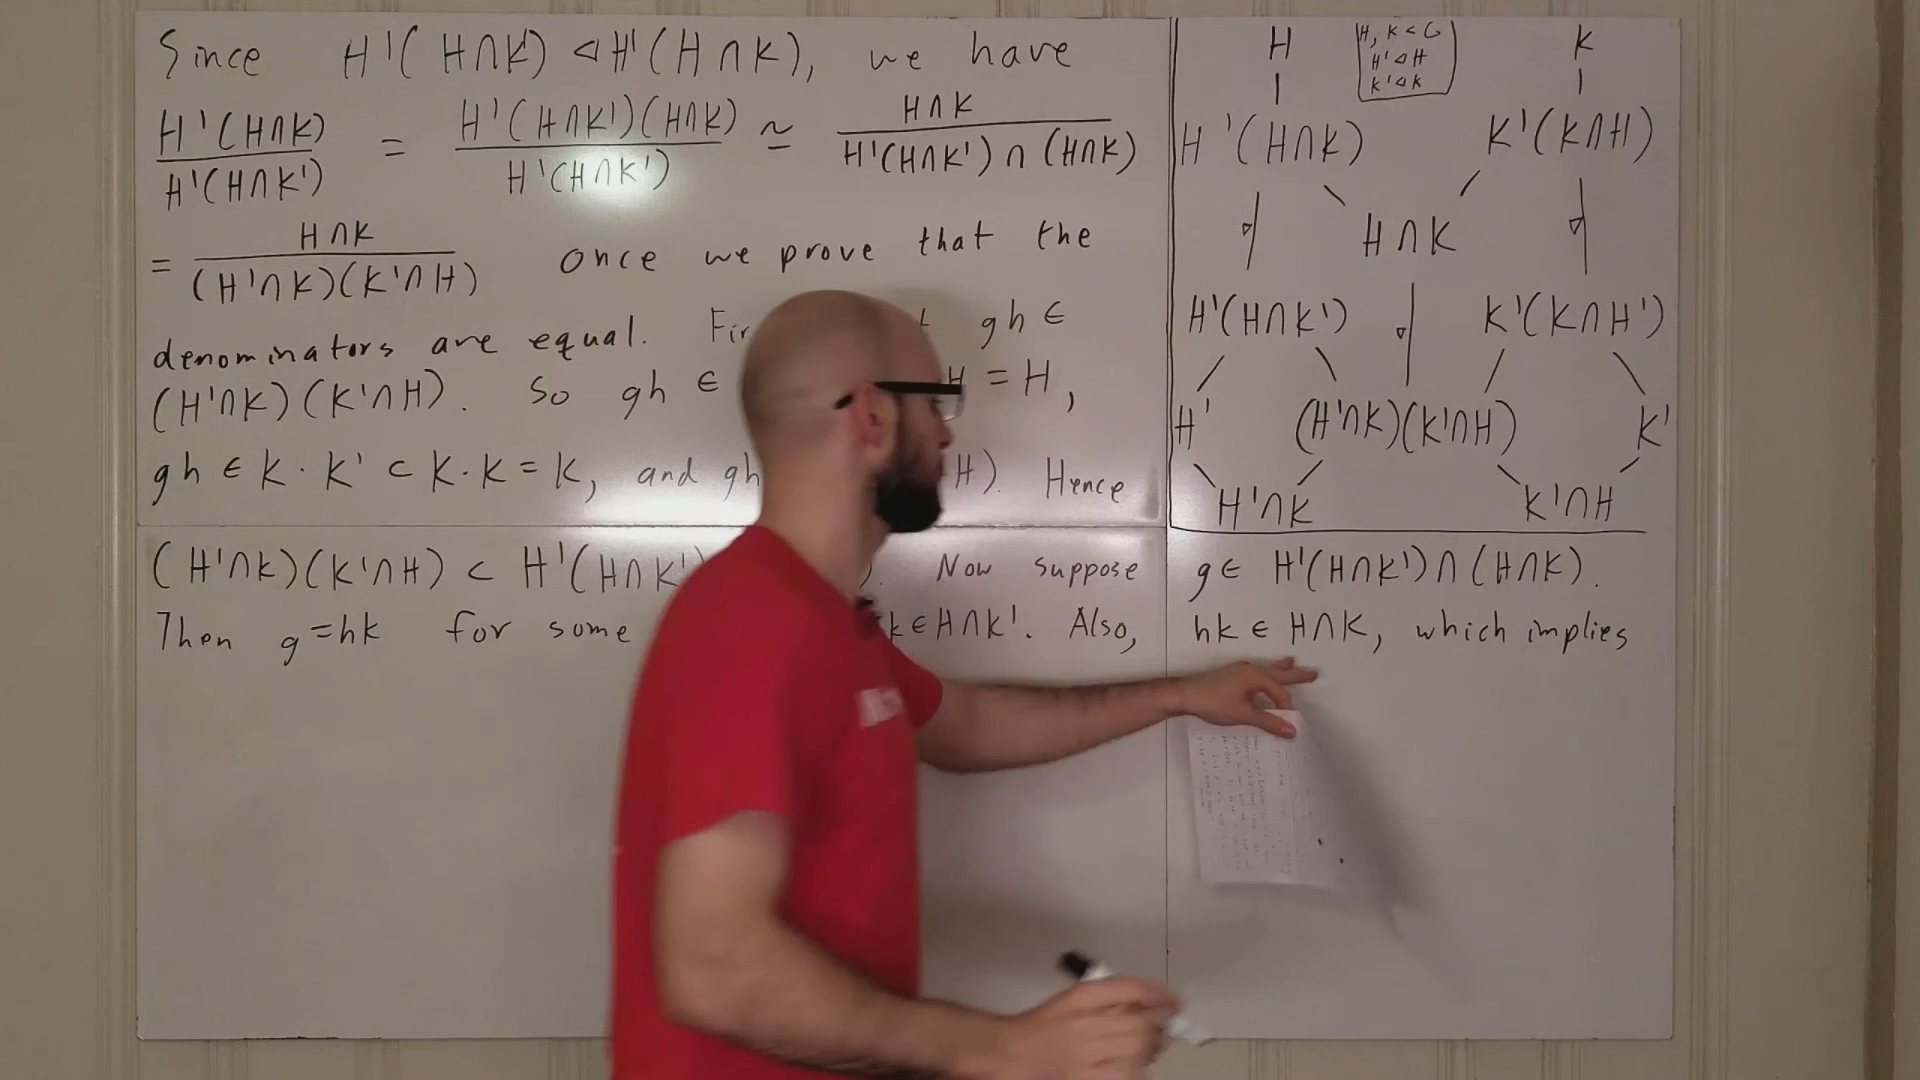 Since H'(H∩K') ⊲ H'(H∩K), we have
H'(H∩K) / H'(H∩K') = H'(H∩K')(H∩K) / H'(H∩K') ≃ H∩K / H'(H∩K') ∩ (H∩K)
= H∩K / (H'∩K)(K'∩H) once we prove that the
denominators are equal. gh ∈
(H'∩K)(K'∩H). So gh ∈ H = H,
gh ∈ K · K' ⊂ K · K = K, and gh H). Hence
(H'∩K)(K'∩H) ⊂ H'(H∩K') ). Now suppose
Then g=hk for some k∈H∩K'. Also,
H
H, K < G
H' ⊲ H
K' ⊲ K
K
H'(H∩K) K'(K∩H)
H∩K
H'(H∩K') K'(K∩H')
H' (H'∩K)(K'∩H) K'
H'∩K K'∩H
g ∈ H'(H∩K') ∩ (H∩K).
hk ∈ H∩K, which implies